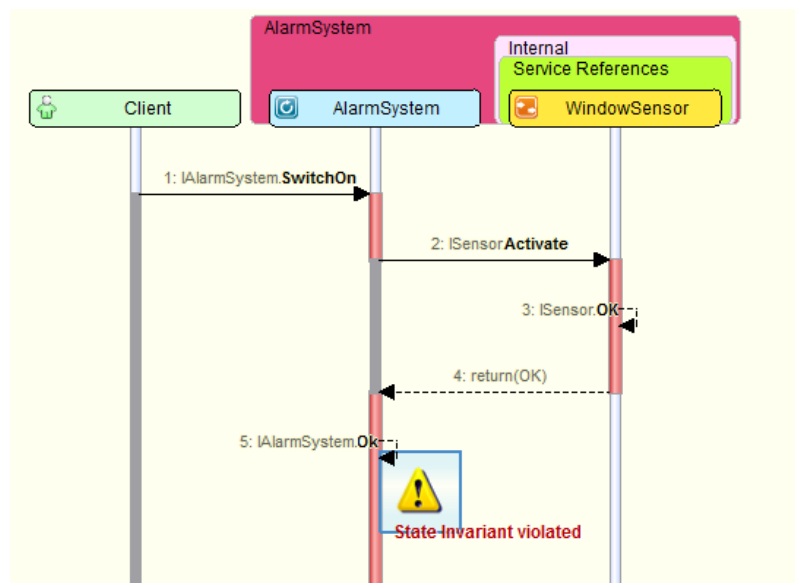 AlarmSystem
Internal
Service References
Client
AlarmSystem
WindowSensor
1: IAlarmSystem.SwitchOn
2: ISensor.Activate
3: ISensor.OK
4: return(OK)
5: IAlarmSystem.Ok
State Invariant violated